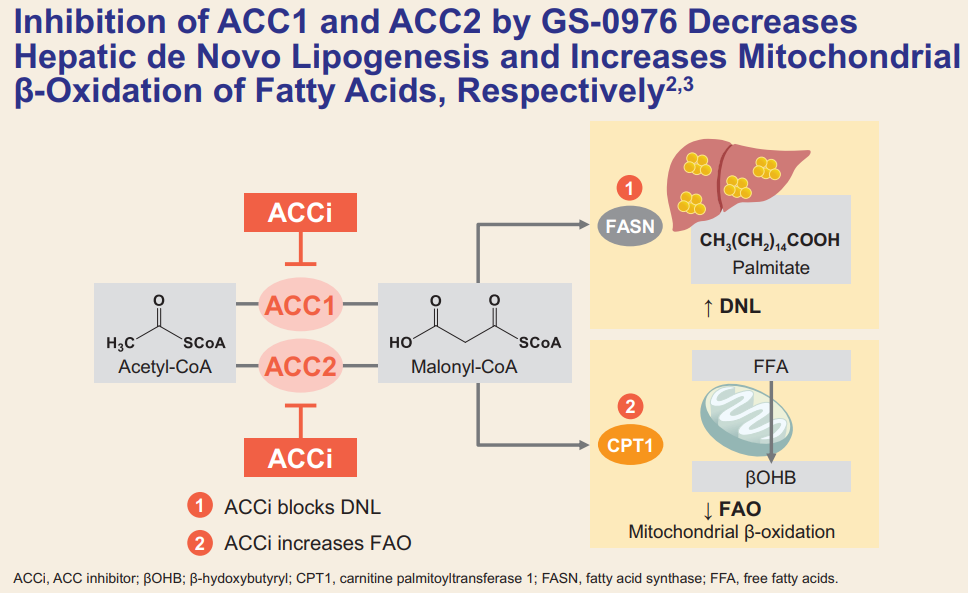 Inhibition of ACC1 and ACC2 by GS-0976 Decreases
Hepatic de Novo Lipogenesis and Increases Mitochondrial
β-Oxidation of Fatty Acids, Respectively2,3
ACCi
ACC1
O
H3C
SCoA
Acetyl-CoA
ACC2
ACCi
O
O
HO
SCoA
Malonyl-CoA
1
FASN
CH3(CH2)14COOH
Palmitate
↑ DNL
2
CPT1
FFA
βOHB
↓ FAO
Mitochondrial β-oxidation
1 ACCi blocks DNL
2 ACCi increases FAO
ACCi, ACC inhibitor; βOHB; β-hydoxybutyryl; CPT1, carnitine palmitoyltransferase 1; FASN, fatty acid synthase; FFA, free fatty acids.